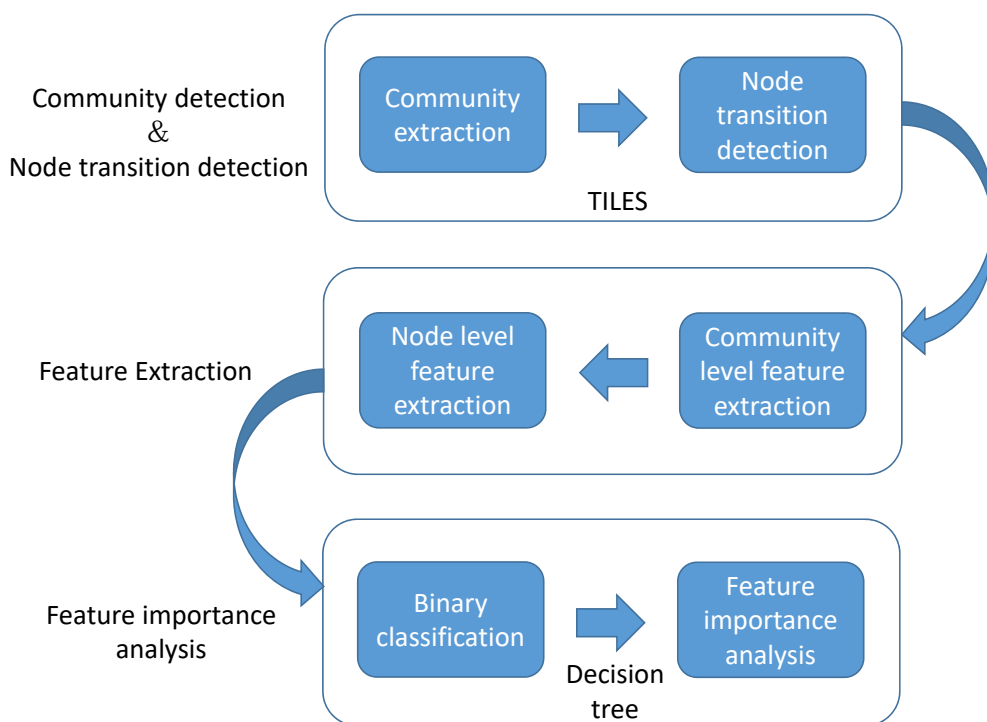 Community detection
&
Node transition detection
Community
extraction
Node
transition
detection
TILES
Feature Extraction
Node level
feature
extraction
Community
level feature
extraction
Feature importance
analysis
Binary
classification
Feature
importance
analysis
Decision
tree